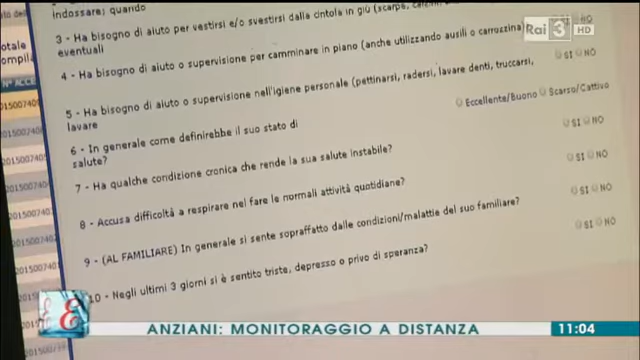 indossare; quando
3 - Ha bisogno di aiuto per vestirsi e/o svestirsi dalla cintola in giù (scarpe,
eventuali
4 - Ha bisogno di aiuto o supervisione per camminare in piano (anche utilizzando ausili o carrozzina)
SI NO
5 - Ha bisogno di aiuto o supervisione nell'igiene personale (pettinarsi, radersi, lavare denti, truccarsi,
lavare
Eccellente/Buono Scarso/Cattivo
6 - In generale come definirebbe il suo stato di
salute?
SI NO
7 - Ha qualche condizione cronica che rende la sua salute instabile?
SI NO
8 - Accusa difficoltà a respirare nel fare le normali attività quotidiane?
SI NO
9 - (AL FAMILIARE) In generale si sente sopraffatto dalle condizioni/malattie del suo familiare?
SI NO
10 - Negli ultimi 3 giorni si è sentito triste, depresso o privo di speranza?
Rai 3 HD
ANZIANI: MONITORAGGIO A DISTANZA
11:04